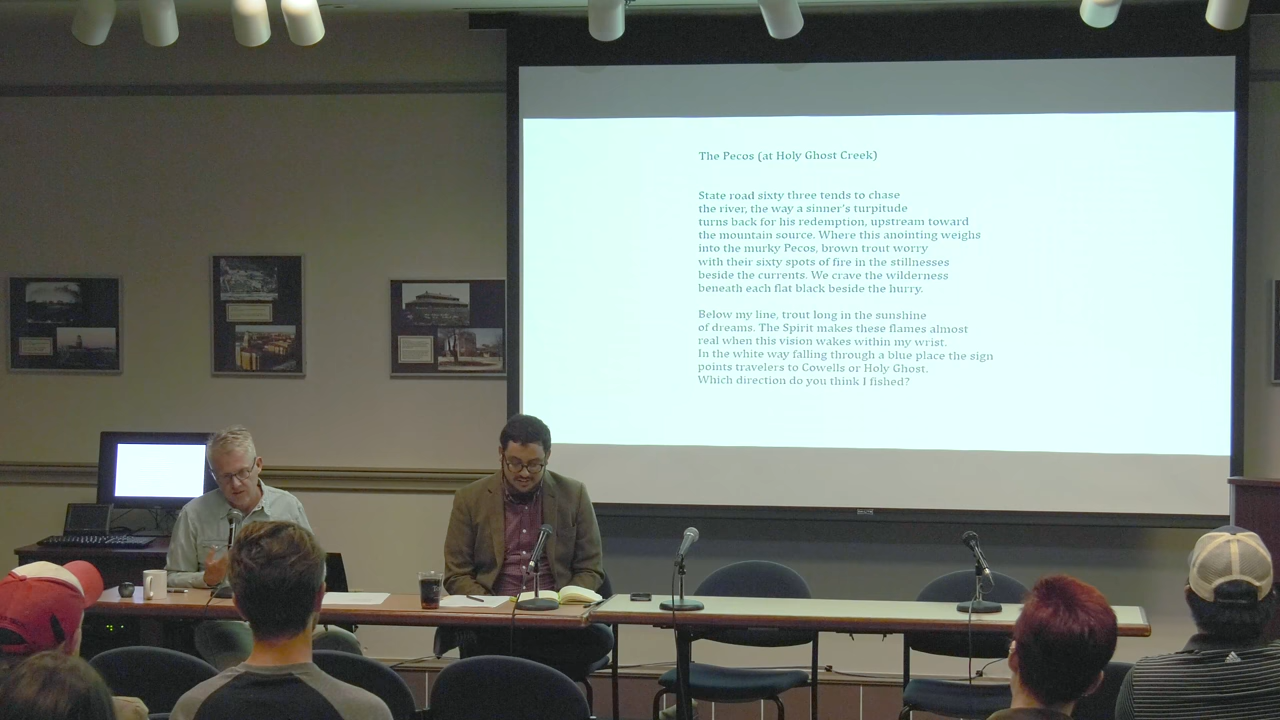 The Pecos (at Holy Ghost Creek)
State road sixty three tends to chase
the river, the way a sinner's turpitude
turns back for his redemption, upstream toward
the mountain source. Where this anointing weighs
into the murky Pecos, brown trout worry
with their sixty spots of fire in the stillnesses
beside the currents. We crave the wilderness
beneath each flat black beside the hurry.
Below my line, trout long in the sunshine
of dreams. The Spirit makes these flames almost
real when this vision wakes within my wrist.
In the white way falling through a blue place the sign
points travelers to Cowells or Holy Ghost.
Which direction do you think I fished?